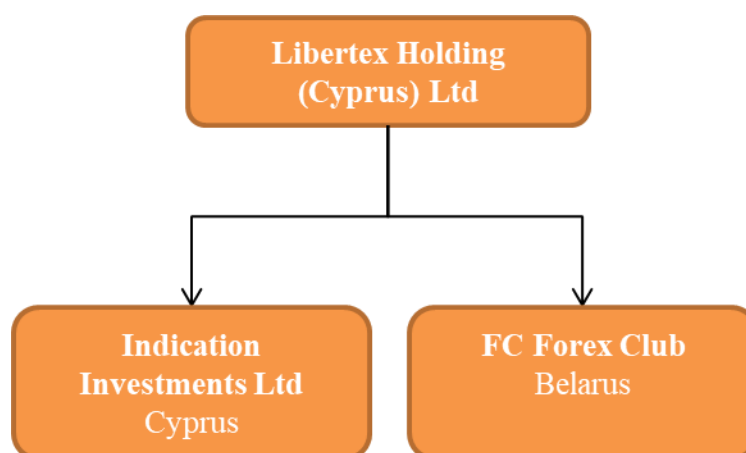 Libertex Holding
(Cyprus) Ltd
Indication
Investments Ltd
Cyprus
FC Forex Club
Belarus